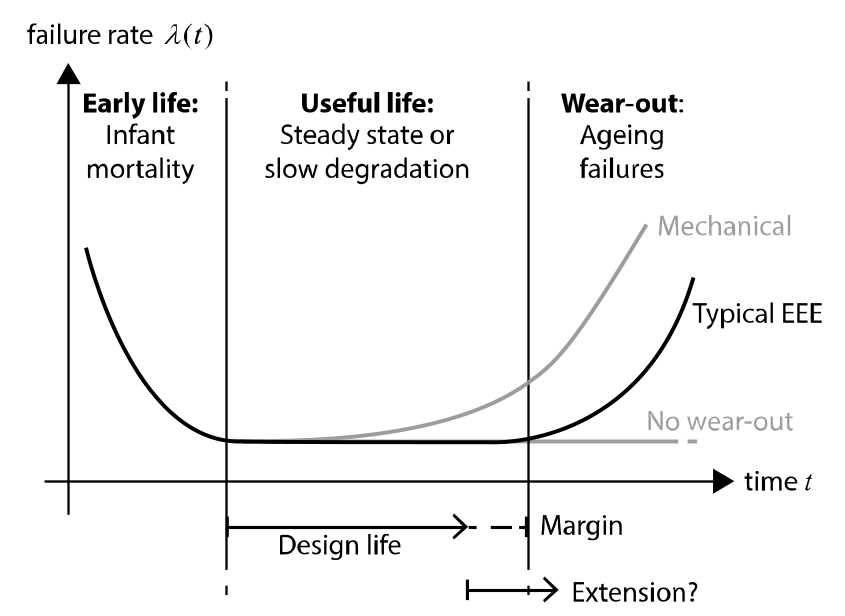 failure rate λ(t)
Early life:
Infant
mortality
Useful life:
Steady state or
slow degradation
Wear-out:
Ageing
failures
Mechanical
Typical EEE
No wear-out
time t
Design life
Margin
Extension?